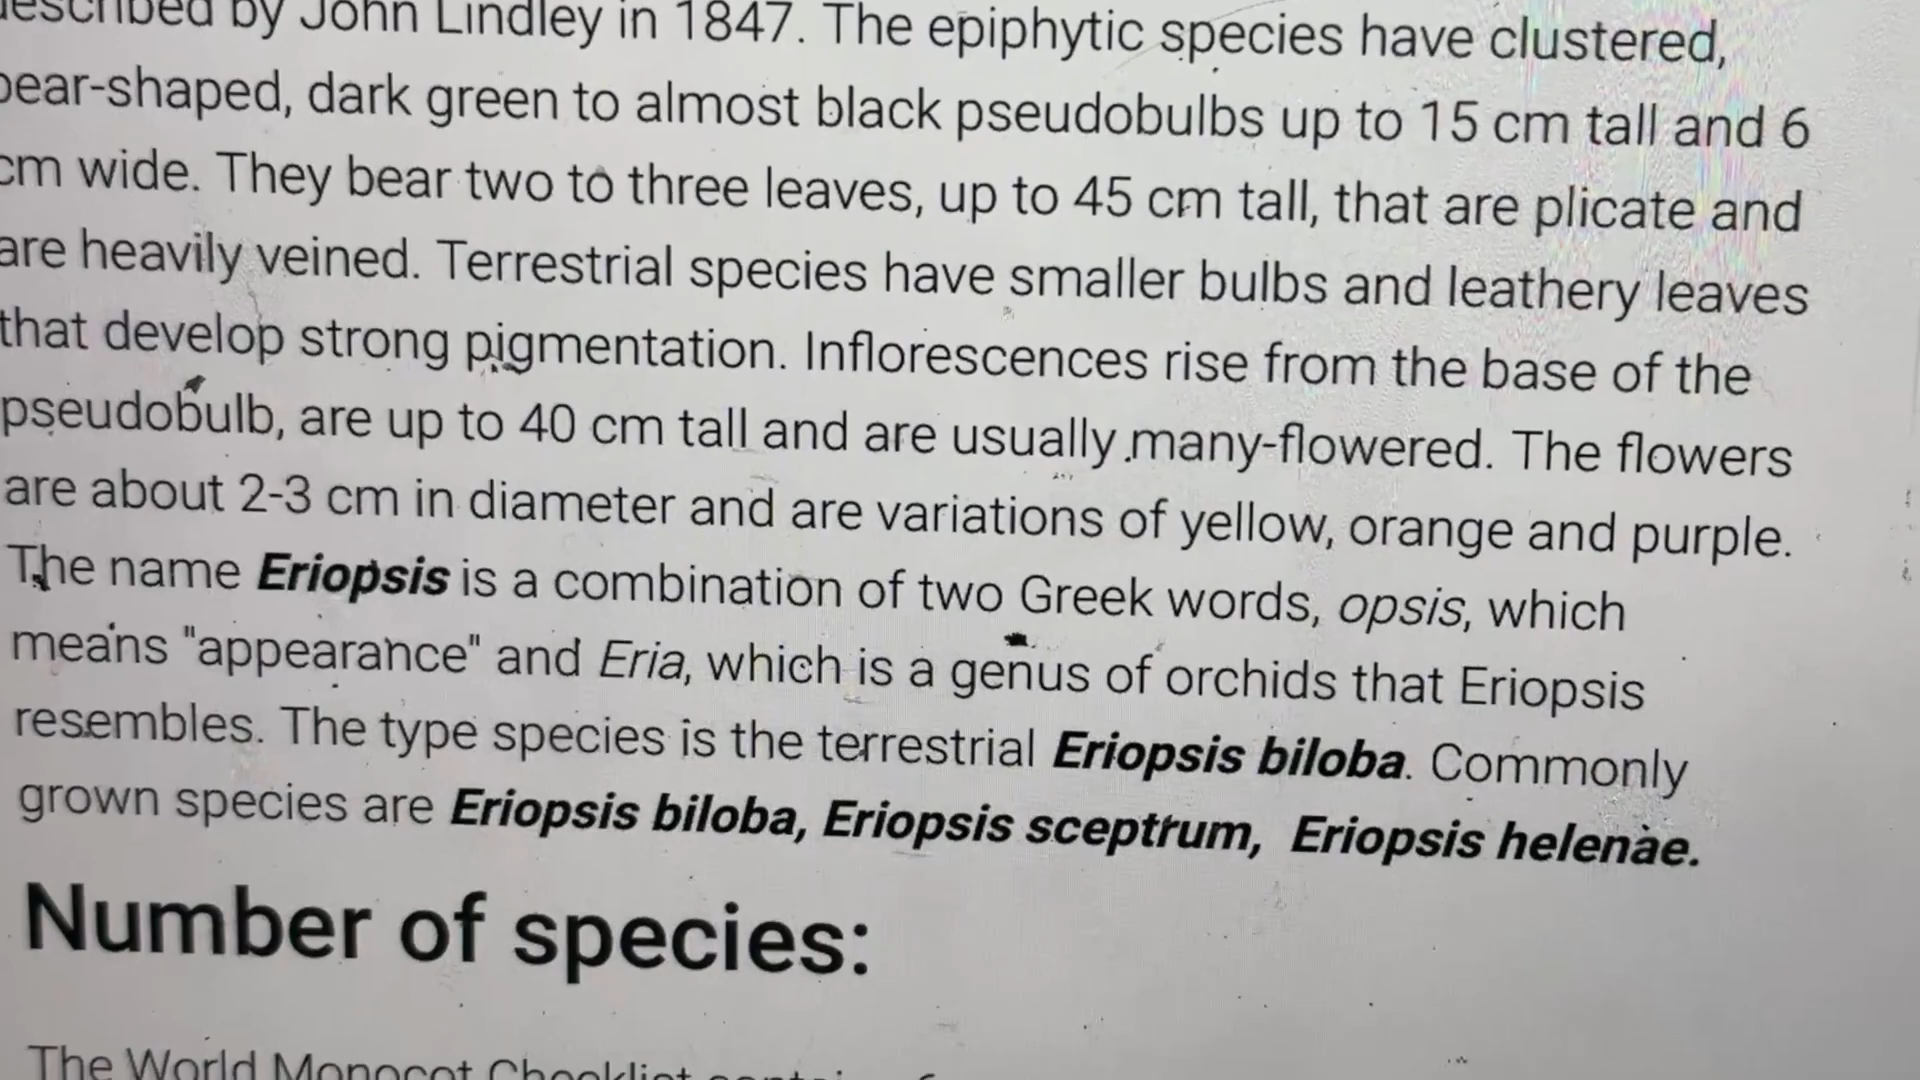 described by John Lindley in 1847. The epiphytic species have clustered,
pear-shaped, dark green to almost black pseudobulbs up to 15 cm tall and 6
cm wide. They bear two to three leaves, up to 45 cm tall, that are plicate and
are heavily veined. Terrestrial species have smaller bulbs and leathery leaves
that develop strong pigmentation. Inflorescences rise from the base of the
pseudobulb, are up to 40 cm tall and are usually many-flowered. The flowers
are about 2-3 cm in diameter and are variations of yellow, orange and purple.
The name Eriopsis is a combination of two Greek words, opsis, which
means "appearance" and Eria, which is a genus of orchids that Eriopsis
resembles. The type species is the terrestrial Eriopsis biloba. Commonly
grown species are Eriopsis biloba, Eriopsis sceptrum, Eriopsis helenae.
Number of species:
The World Monocot Checklist